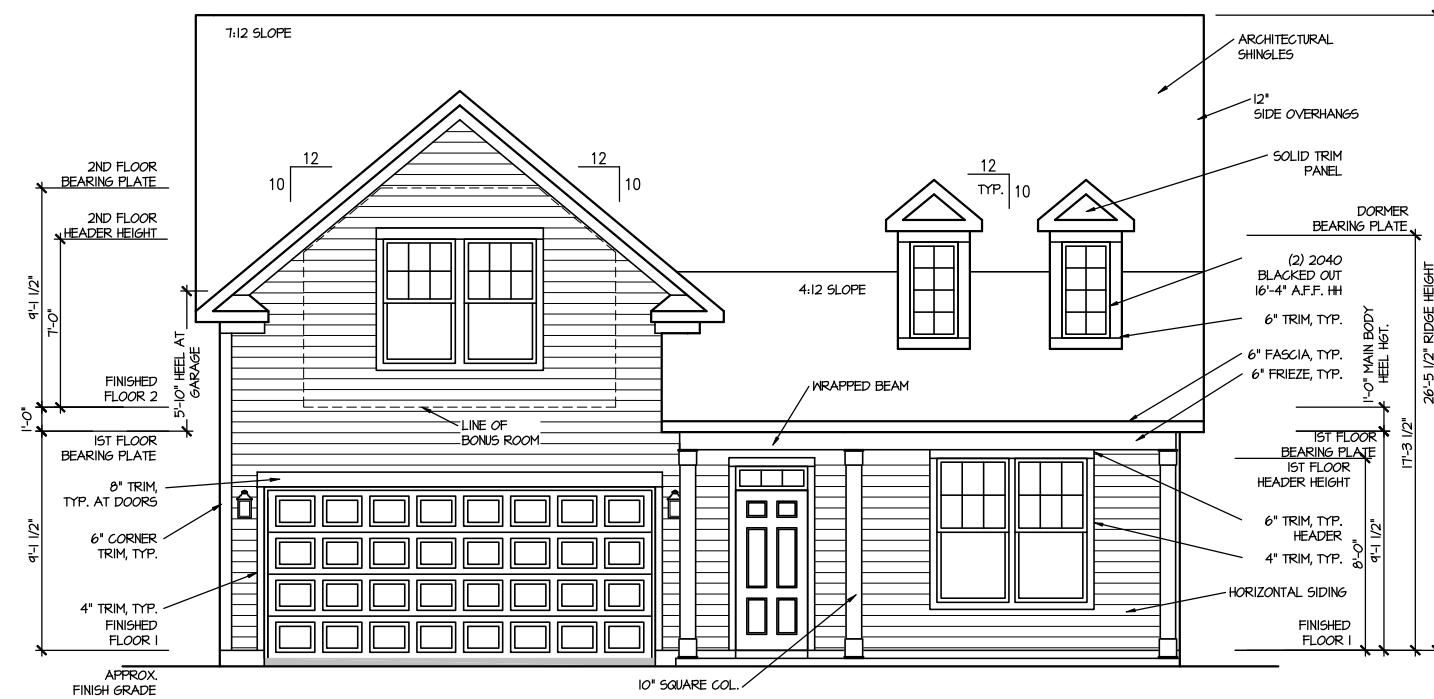 7:12 SLOPE
ARCHITECTURAL
SHINGLES
12"
SIDE OVERHANGS
SOLID TRIM
PANEL
12
10
12
10
12
TYP.
10
2ND FLOOR
BEARING PLATE
2ND FLOOR
HEADER HEIGHT
9'-1 1/2"
7'-0"
5'-10" HEEL AT
GARAGE
FINISHED
FLOOR 2
1'-0"
1ST FLOOR
BEARING PLATE
8" TRIM,
TYP. AT DOORS
6" CORNER
TRIM, TYP.
9'-1 1/2"
4" TRIM, TYP.
FINISHED
FLOOR 1
APPROX.
FINISH GRADE
LINE OF
BONUS ROOM
4:12 SLOPE
WRAPPED BEAM
10" SQUARE COL.
DORMER
BEARING PLATE
(2) 2040
BLACKED OUT
16'-4" A.F.F. HH
6" TRIM, TYP.
6" FASCIA, TYP.
6" FRIEZE, TYP.
1'-0" MAIN BODY
HEEL HGT.
26'-5 1/2" RIDGE HEIGHT
17'-3 1/2"
1ST FLOOR
BEARING PLATE
1ST FLOOR
HEADER HEIGHT
6" TRIM, TYP.
HEADER
4" TRIM, TYP.
8'-0"
9'-1 1/2"
HORIZONTAL SIDING
FINISHED
FLOOR 1